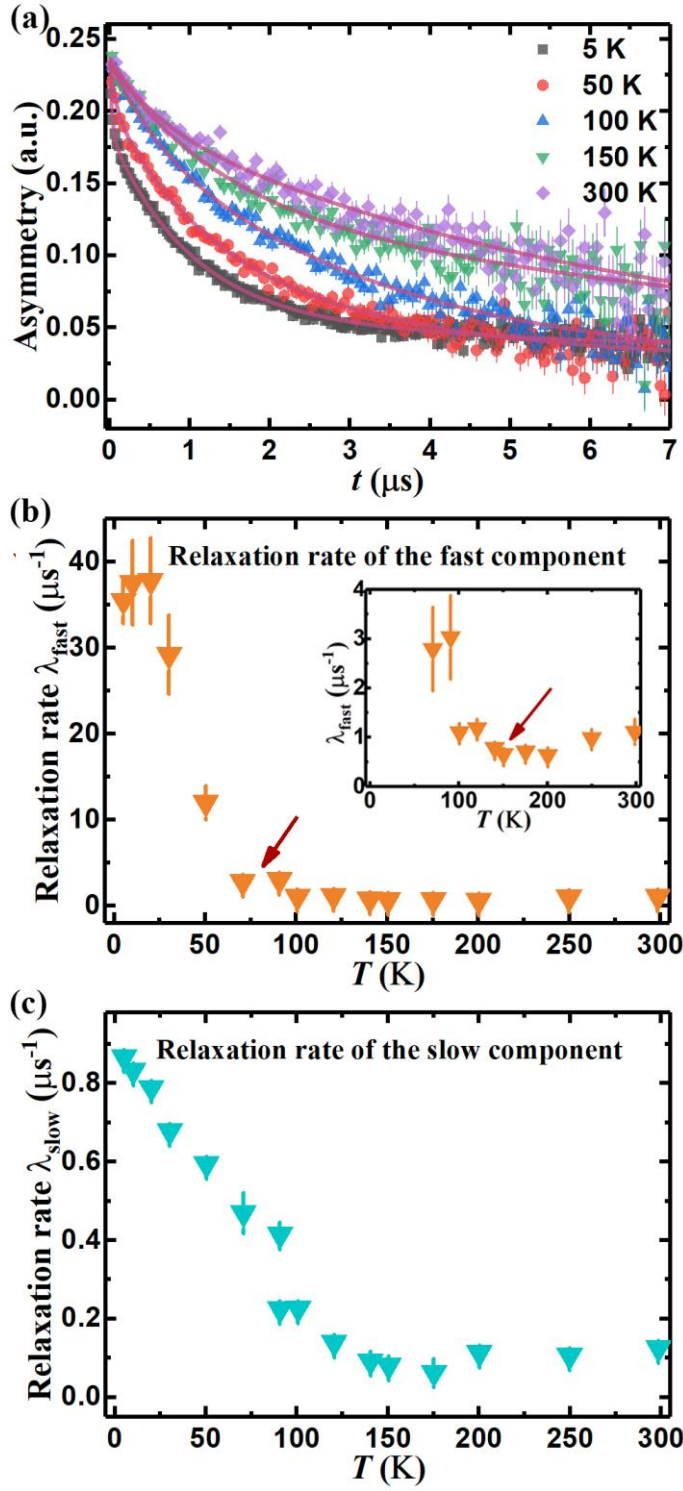 (a)
0.25
0.20
0.15
0.10
0.05
0.00
Asymmetry (a.u.)
5 K
50 K
100 K
150 K
300 K
0 1 2 3 4 5 6 7
t (μs)
(b)
40
30
20
10
0
Relaxation rate λfast (μs-1)
Relaxation rate of the fast component
4
3
2
1
0
λfast (μs-1)
0 100 200 300
T (K)
0 50 100 150 200 250 300
T (K)
(c)
0.8
0.6
0.4
0.2
0.0
Relaxation rate λslow (μs-1)
Relaxation rate of the slow component
0 50 100 150 200 250 300
T (K)